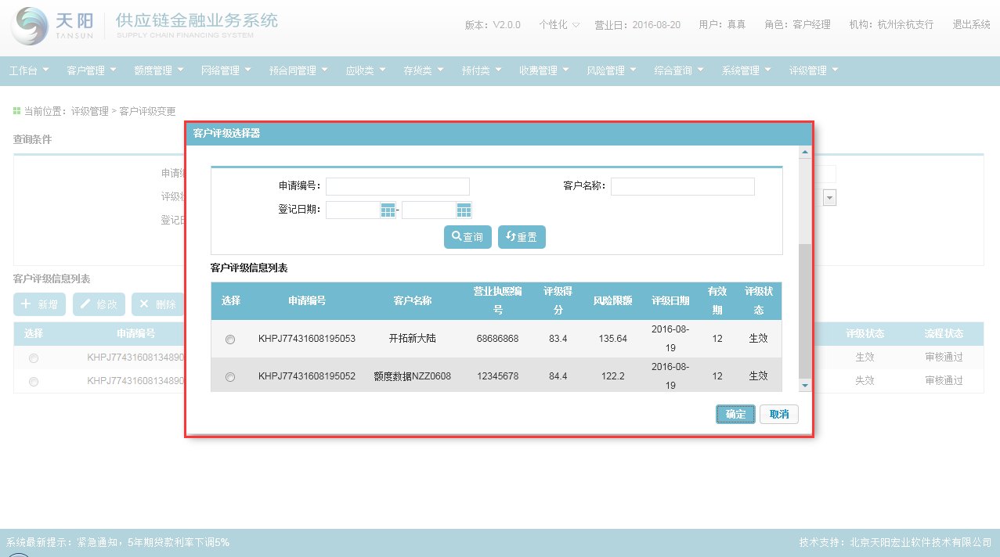 天阳 供应链金融业务系统
TANSUN SUPPLY CHAIN FINANCING SYSTEM
版本：V2.0.0 个性化 营业日：2016-08-20 用户：真真 角色：客户经理 机构：杭州余杭支行 退出系统
工作台 客户管理 额度管理 网络管理 预合同管理 应收类 存货类 预付类 收费管理 风险管理 综合查询 系统管理 评级管理
当前位置：评级管理 > 客户评级变更
查询条件
申请编
评级状
登记日
客户评级信息列表
新增 修改 删除
选择 申请编号 评级状态 流程状态
KHPJ77431608134890 生效 审核通过
KHPJ77431608134890 失效 审核通过
客户评级选择器
申请编号： 客户名称：
登记日期： -
查询 重置
客户评级信息列表
选择 申请编号 客户名称 营业执照编号 评级得分 风险限额 评级日期 有效期 评级状态
KHPJ77431608195053 开拓新大陆 68686868 83.4 135.64 2016-08-19 12 生效
KHPJ77431608195052 额度数据NZZ0608 12345678 84.4 122.2 2016-08-19 12 生效
确定 取消
系统最新提示：紧急通知，5年期贷款利率下调5% 技术支持：北京天阳宏业软件技术有限公司